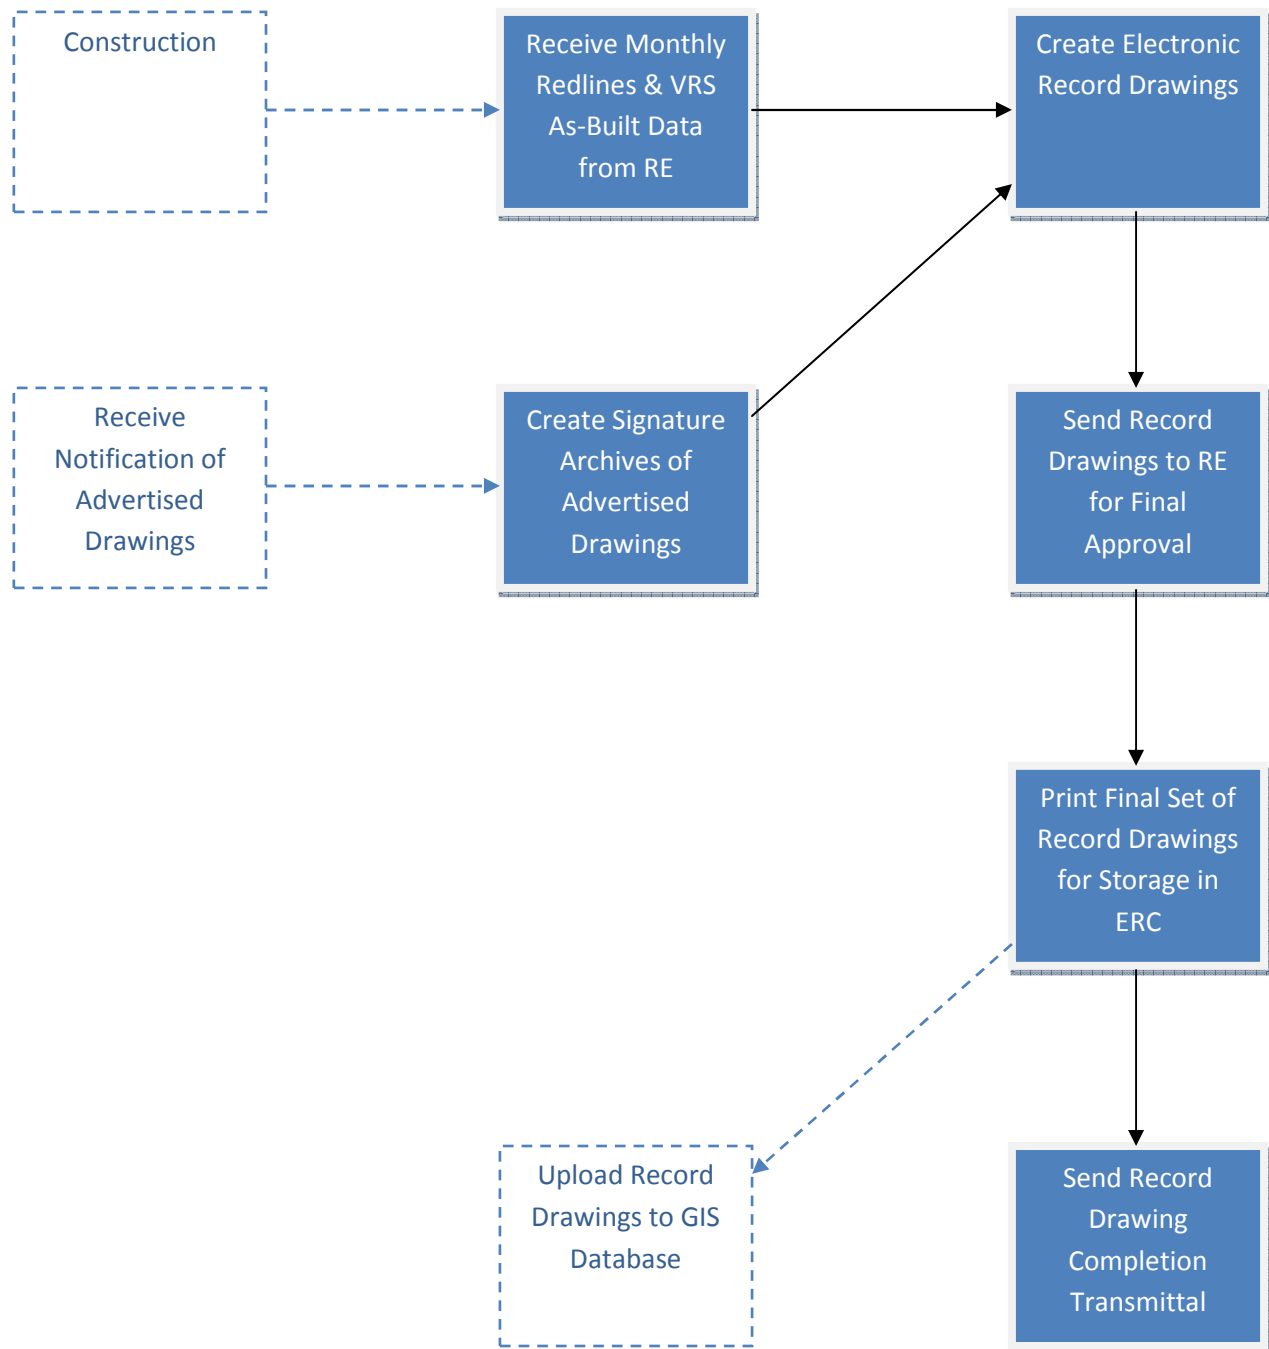 Construction
Receive Monthly
Redlines & VRS
As-Built Data
from RE
Create Electronic
Record Drawings
Receive
Notification of
Advertised
Drawings
Create Signature
Archives of
Advertised
Drawings
Send Record
Drawings to RE
for Final
Approval
Print Final Set of
Record Drawings
for Storage in
ERC
Upload Record
Drawings to GIS
Database
Send Record
Drawing
Completion
Transmittal